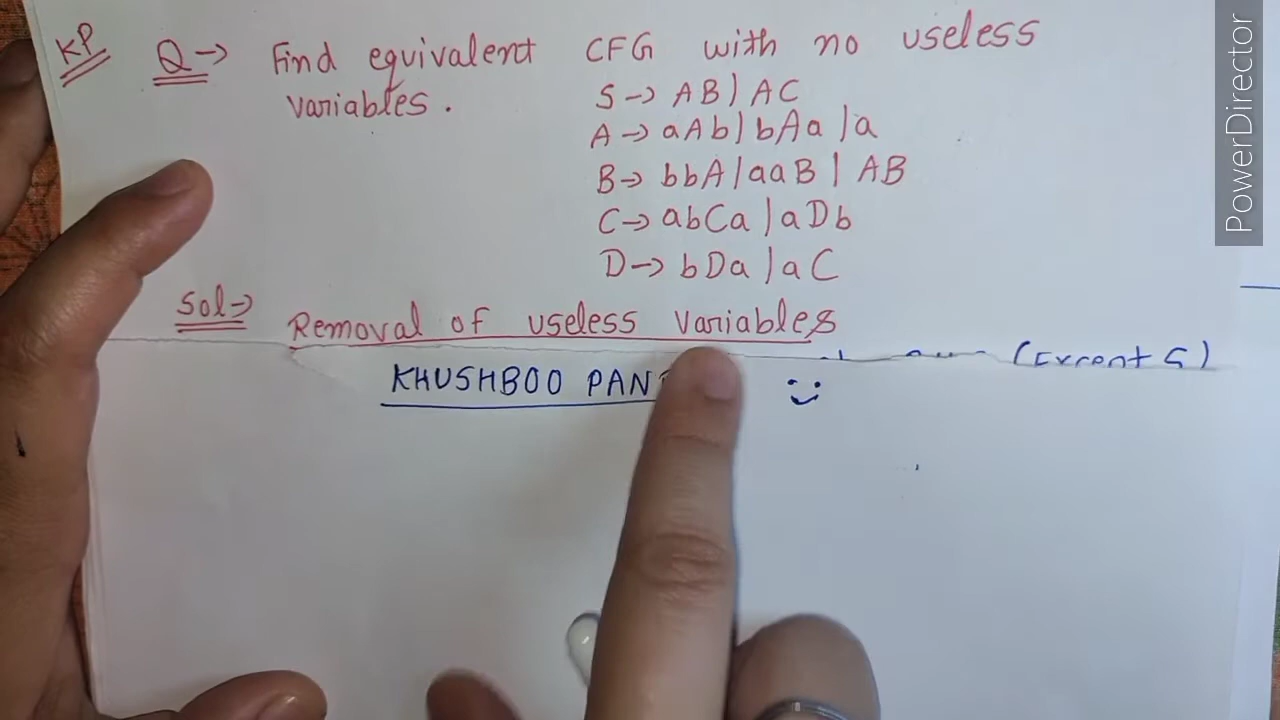 KP Q→ Find equivalent CFG with no useless
variables.
S→ AB|AC
A→ aAb|bAa|a
B→ bbA|aaB|AB
C→ abCa|aDb
D→ bDa|aC
Sol→ Removal of useless variables
(Except S)
KHUSHBOO
PowerDirector